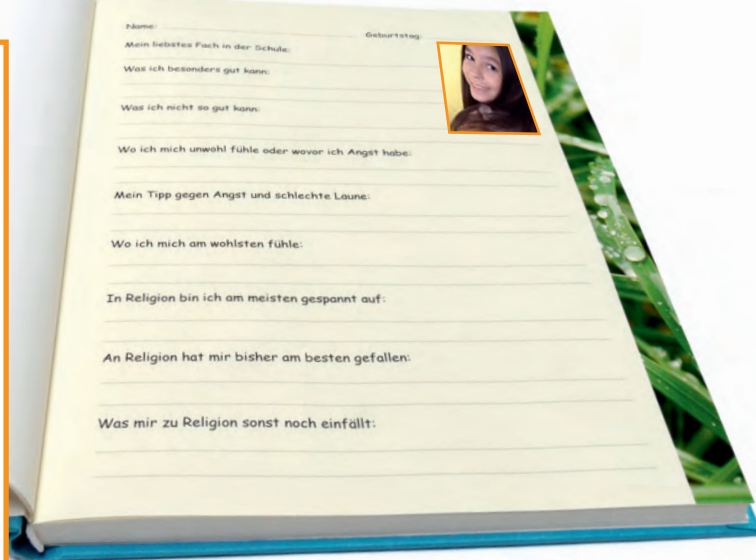 Name:
Geburtstag:
Mein liebstes Fach in der Schule:
Was ich besonders gut kann:
Was ich nicht so gut kann:
Wo ich mich unwohl fühle oder wovor ich Angst habe:
Mein Tipp gegen Angst und schlechte Laune:
Wo ich mich am wohlsten fühle:
In Religion bin ich am meisten gespannt auf:
An Religion hat mir bisher am besten gefallen:
Was mir zu Religion sonst noch einfällt: